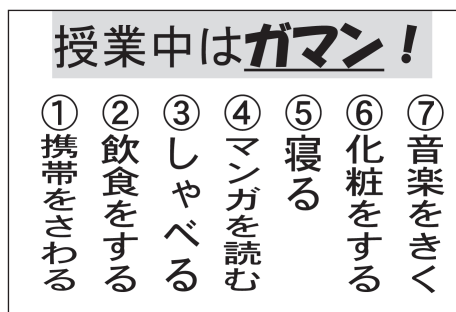 授業中はガマン！
①携帯をさわる
②飲食をする
③しゃべる
④マンガを読む
⑤寝る
⑥化粧をする
⑦音楽をきく